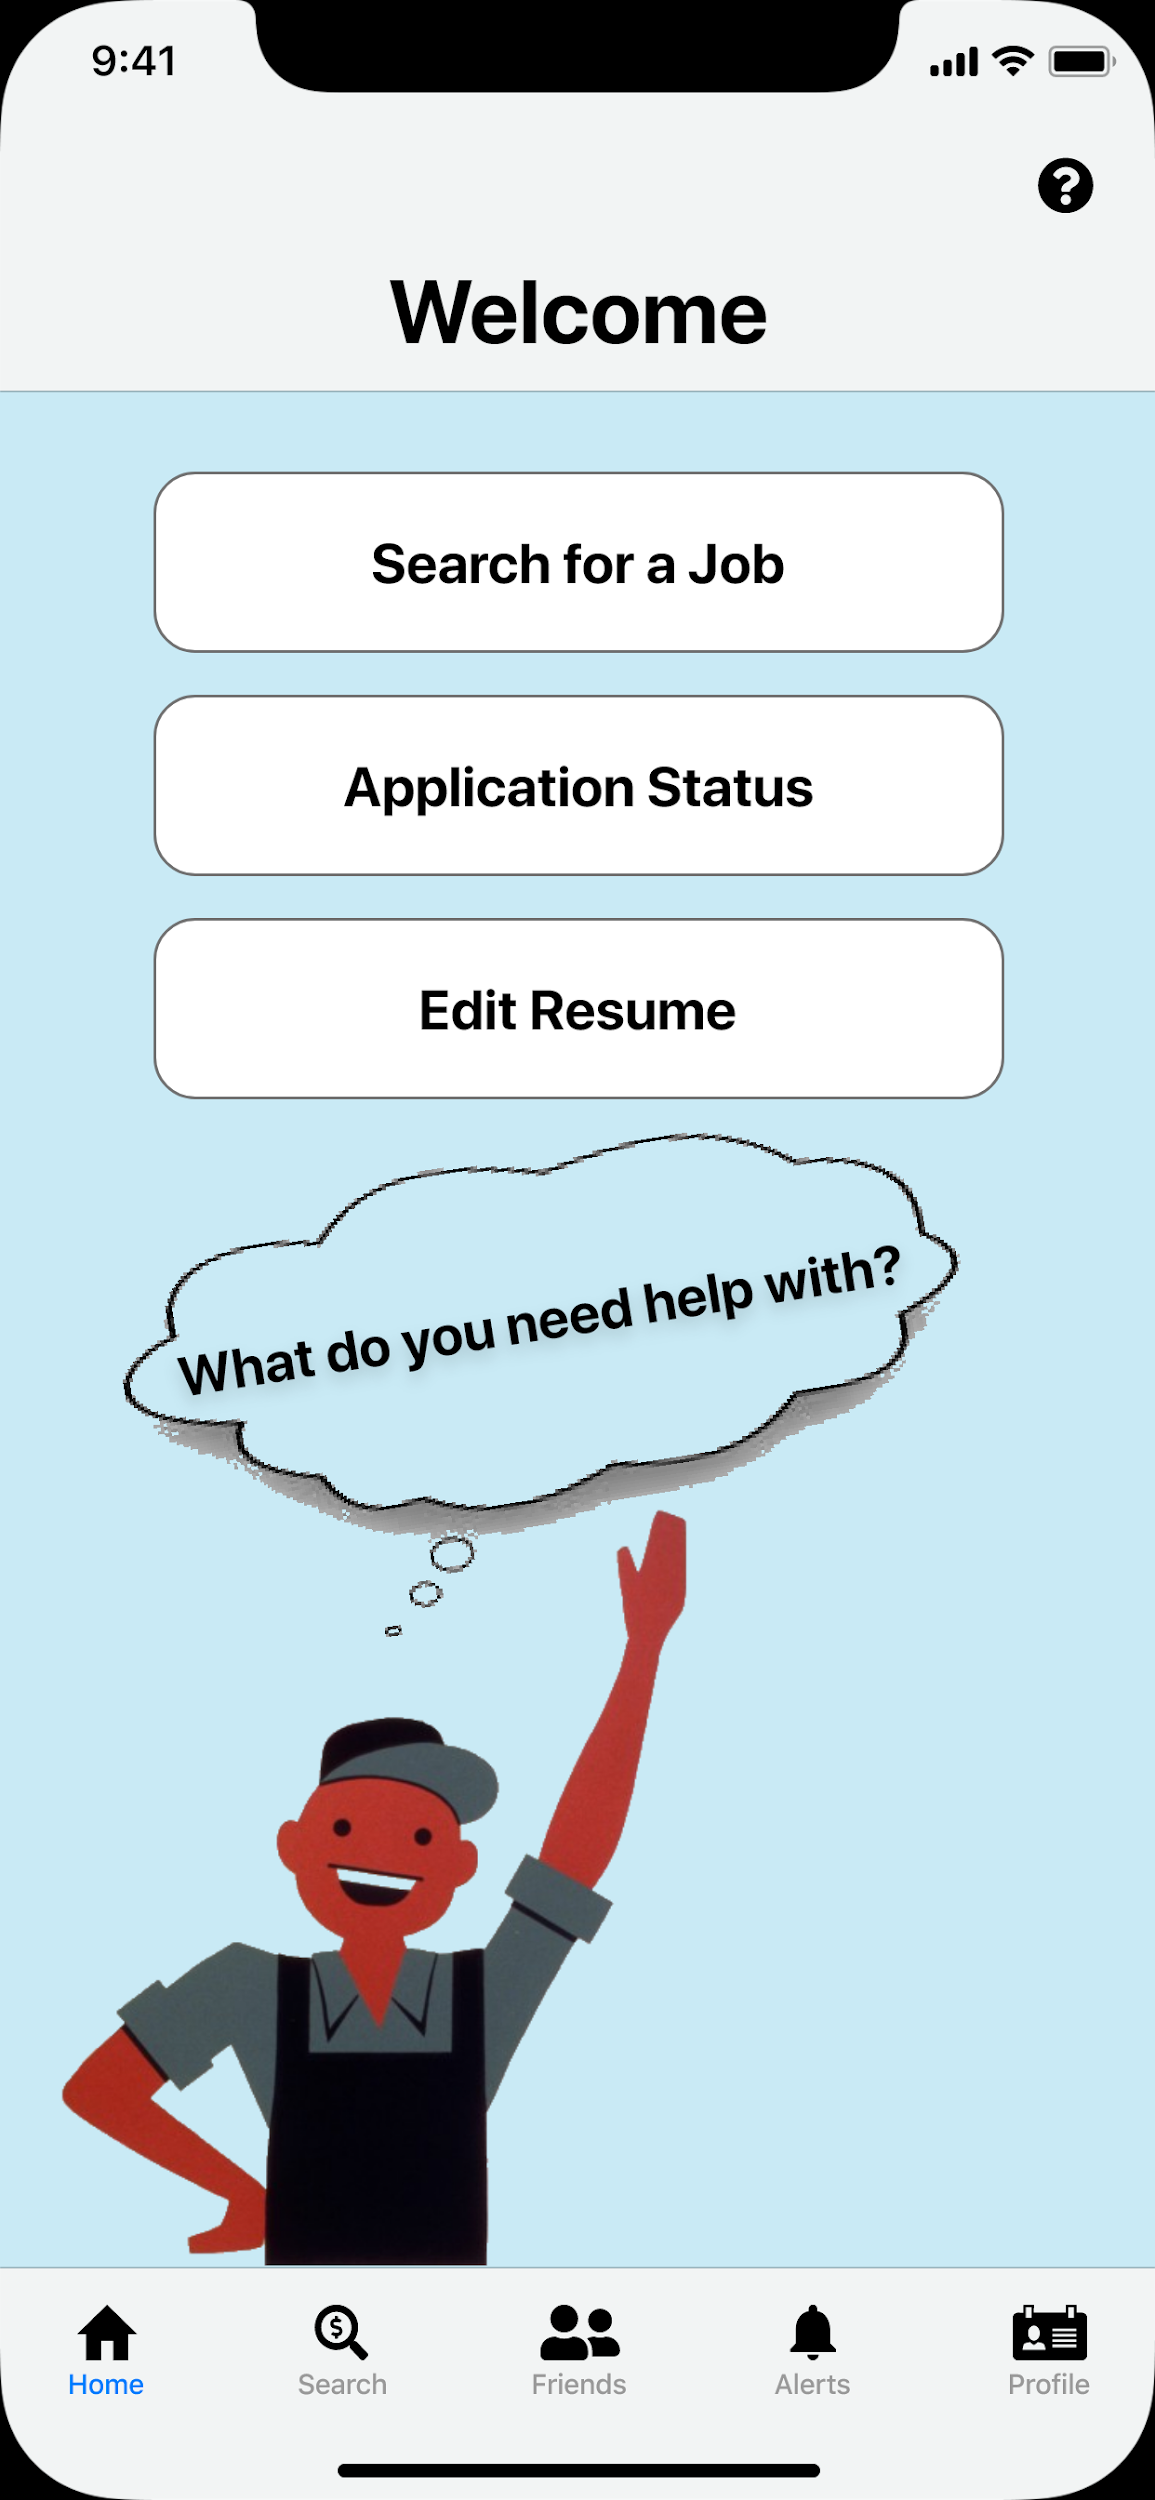 9:41
?
Welcome
Search for a Job
Application Status
Edit Resume
What do you need help with?
$
Home
Search
Friends
Alerts
Profile